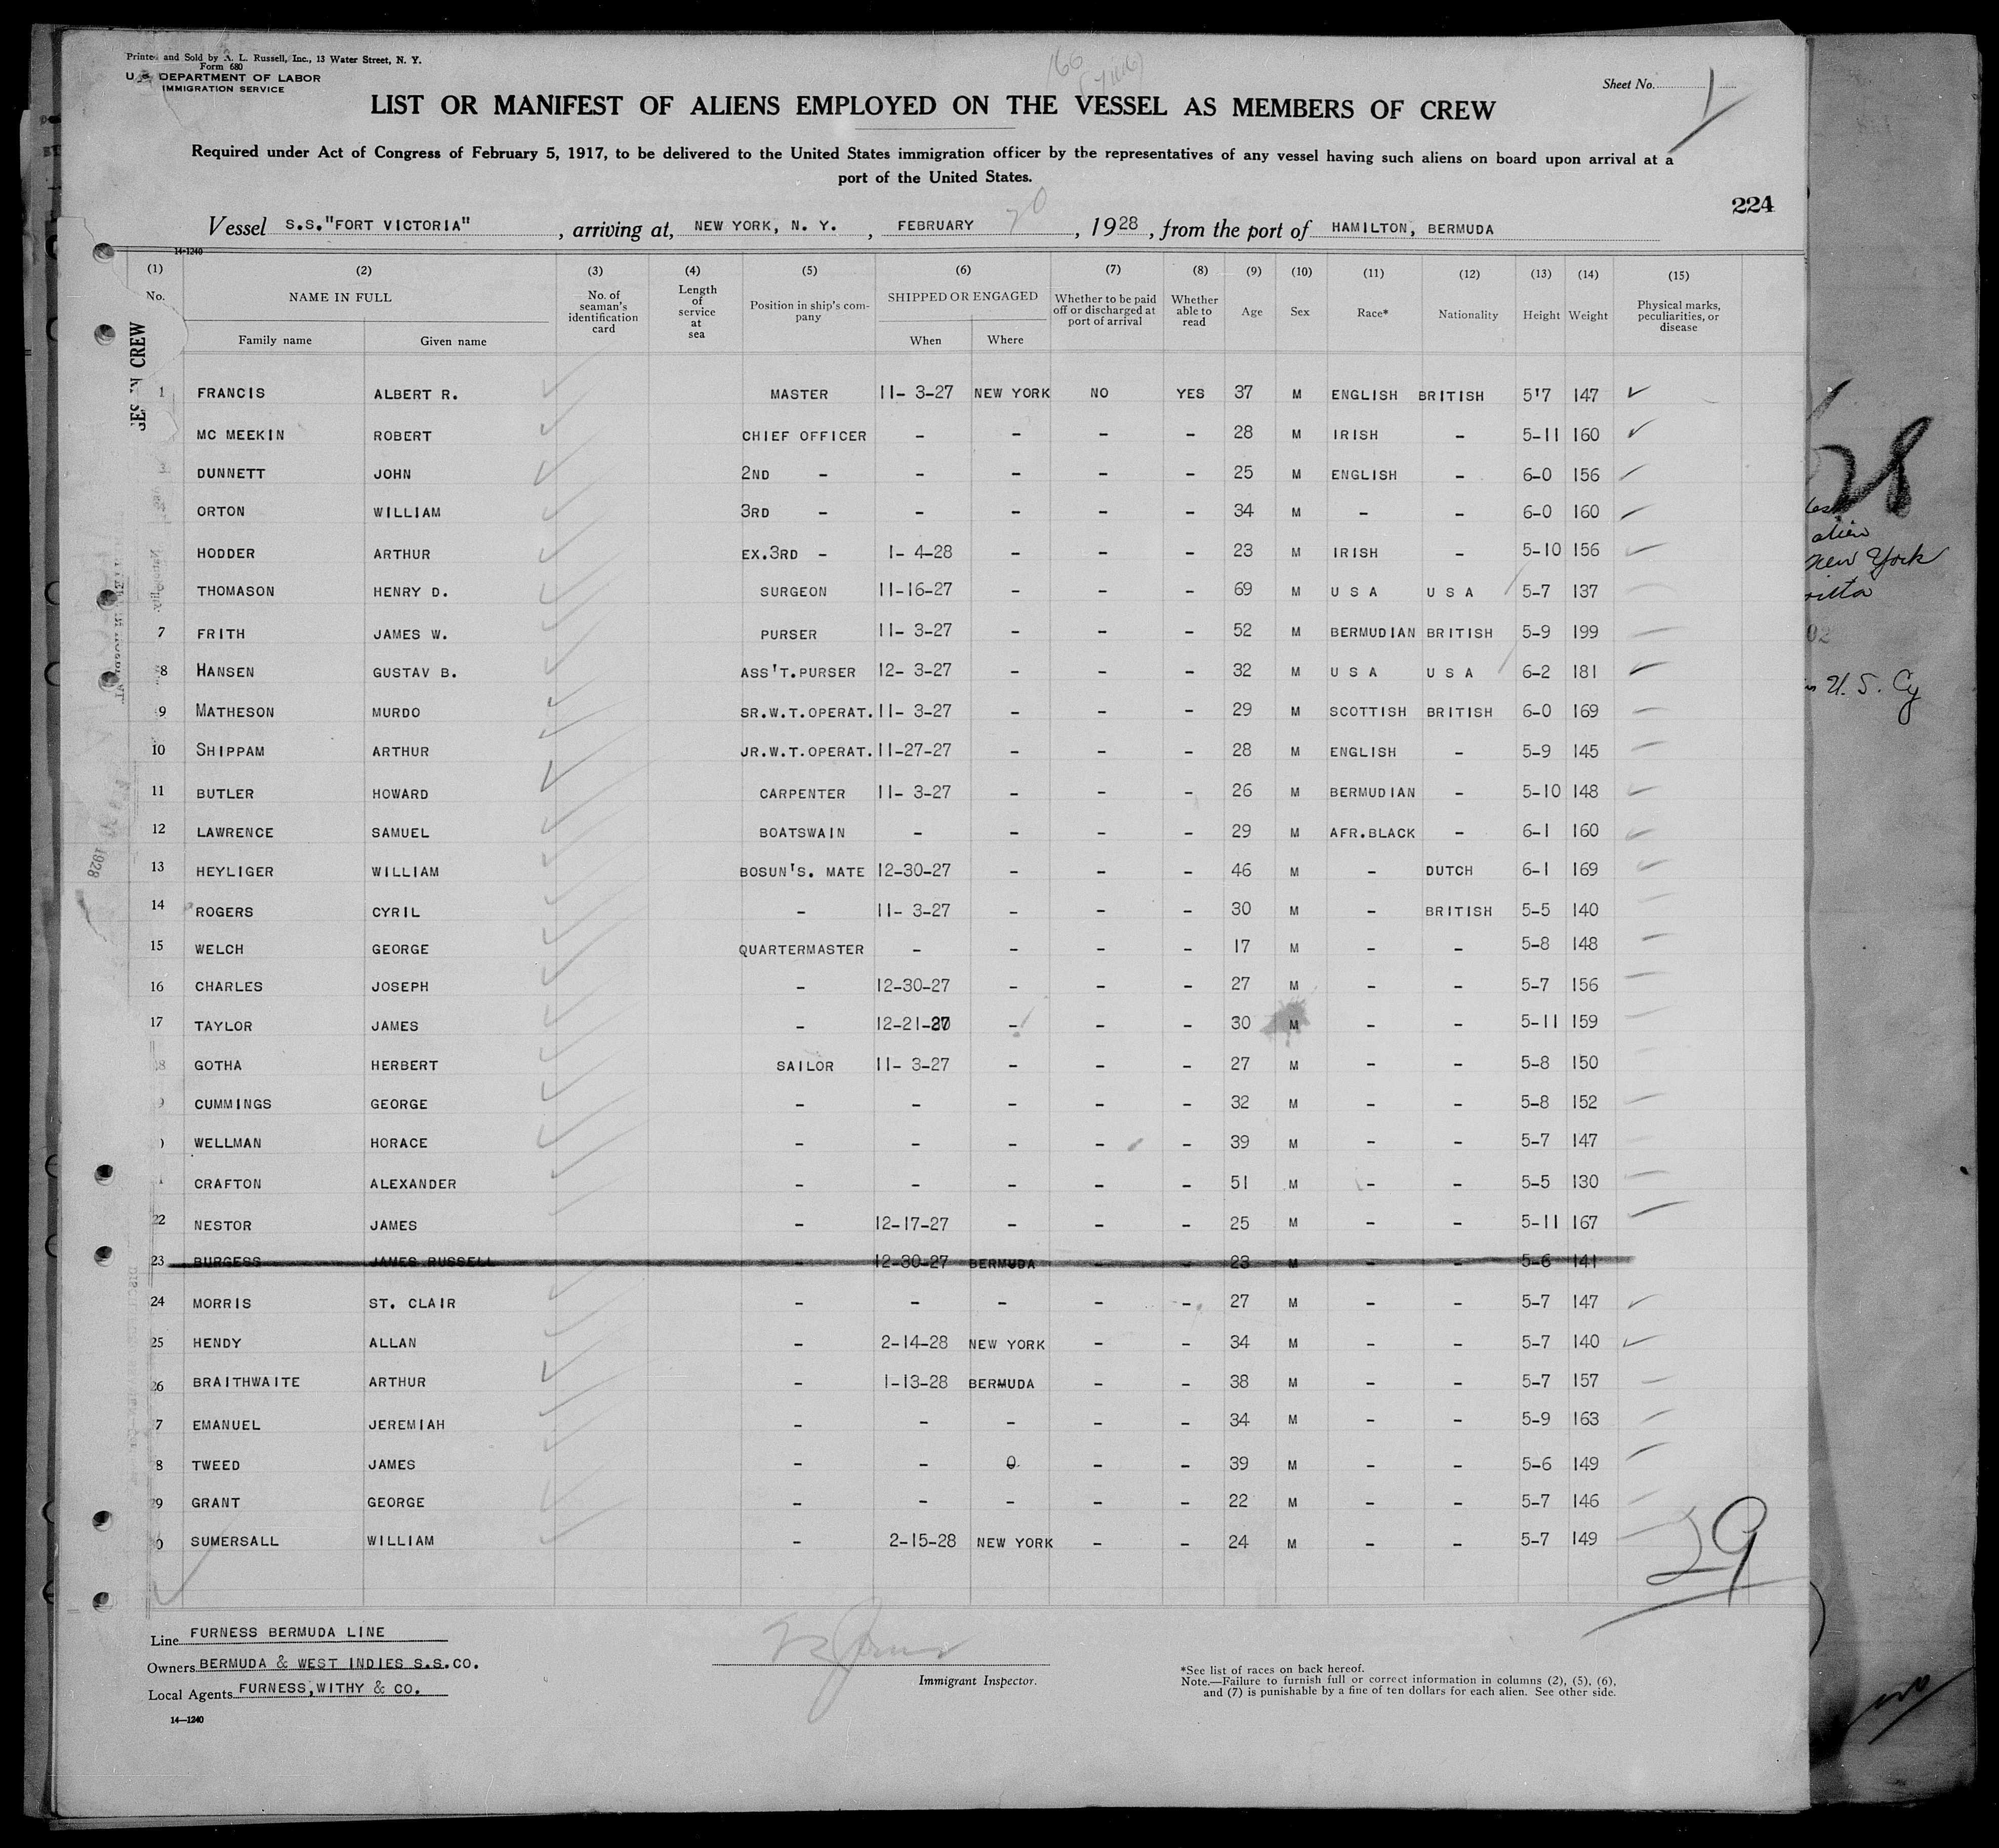 Printed and Sold by A. L. Russell, Inc., 13 Water Street, N. Y.
Form 680
U. S. DEPARTMENT OF LABOR
IMMIGRATION SERVICE
Sheet No. 1
LIST OR MANIFEST OF ALIENS EMPLOYED ON THE VESSEL AS MEMBERS OF CREW
Required under Act of Congress of February 5, 1917, to be delivered to the United States immigration officer by the representatives of any vessel having such aliens on board upon arrival at a
port of the United States.
224
Vessel S.S."FORT VICTORIA", arriving at, NEW YORK, N. Y., FEBRUARY 20, 1928, from the port of HAMILTON, BERMUDA
14-1240
(1) (2) (3) (4) (5) (6) (7) (8) (9) (10) (11) (12) (13) (14) (15)
No. NAME IN FULL No. of seaman's identification card Length of service at sea Position in ship's company SHIPPED OR ENGAGED Whether to be paid off or discharged at port of arrival Whether able to read Age Sex Race* Nationality Height Weight Physical marks, peculiarities, or disease
Family name Given name When Where
CREW
1 FRANCIS ALBERT R. MASTER 11- 3-27 NEW YORK NO YES 37 M ENGLISH BRITISH 5'7 147
MC MEEKIN ROBERT CHIEF OFFICER - - - - 28 M IRISH - 5-11 160
DUNNETT JOHN 2ND - - - - - 25 M ENGLISH - 6-0 156
ORTON WILLIAM 3RD - - - - - 34 M - - 6-0 160
HODDER ARTHUR EX.3RD - 1- 4-28 - - - 23 M IRISH - 5-10 156
THOMASON HENRY D. SURGEON 11-16-27 - - - 69 M U S A U S A 5-7 137
7 FRITH JAMES W. PURSER 11- 3-27 - - - 52 M BERMUDIAN BRITISH 5-9 199
8 HANSEN GUSTAV B. ASS'T.PURSER 12- 3-27 - - - 32 M U S A U S A 6-2 181
9 MATHESON MURDO SR.W.T.OPERAT. 11- 3-27 - - - 29 M SCOTTISH BRITISH 6-0 169
10 SHIPPAM ARTHUR JR.W.T.OPERAT. 11-27-27 - - - 28 M ENGLISH - 5-9 145
11 BUTLER HOWARD CARPENTER 11- 3-27 - - - 26 M BERMUDIAN - 5-10 148
12 LAWRENCE SAMUEL BOATSWAIN - - - - 29 M AFR.BLACK - 6-1 160
13 HEYLIGER WILLIAM BOSUN'S. MATE 12-30-27 - - - 46 M - DUTCH 6-1 169
14 ROGERS CYRIL - 11- 3-27 - - - 30 M - BRITISH 5-5 140
15 WELCH GEORGE QUARTERMASTER - - - - 17 M - - 5-8 148
16 CHARLES JOSEPH - 12-30-27 - - - 27 M - - 5-7 156
17 TAYLOR JAMES - 12-21-27 - - - 30 M - - 5-11 159
8 GOTHA HERBERT SAILOR 11- 3-27 - - - 27 M - - 5-8 150
CUMMINGS GEORGE - - - - - 32 M - - 5-8 152
WELLMAN HORACE - - - - - 39 M - - 5-7 147
CRAFTON ALEXANDER - - - - - 51 M - - 5-5 130
22 NESTOR JAMES - 12-17-27 - - - 25 M - - 5-11 167
23 BURGESS JAMES RUSSELL - 12-30-27 BERMUDA - - 23 M - - 5-6 141
24 MORRIS ST. CLAIR - - - - - 27 M - - 5-7 147
25 HENDY ALLAN - 2-14-28 NEW YORK - - 34 M - - 5-7 140
26 BRAITHWAITE ARTHUR - 1-13-28 BERMUDA - - 38 M - - 5-7 157
7 EMANUEL JEREMIAH - - - - - 34 M - - 5-9 163
8 TWEED JAMES - - - - 39 M - - 5-6 149
29 GRANT GEORGE - - - - - 22 M - - 5-7 146
0 SUMERSALL WILLIAM - 2-15-28 NEW YORK - - 24 M - - 5-7 149
29
Line FURNESS BERMUDA LINE
Owners BERMUDA & WEST INDIES S.S.CO.
Local Agents FURNESS, WITHY & CO.
14—1240
Immigrant Inspector.
*See list of races on back hereof.
Note.—Failure to furnish full or correct information in columns (2), (5), (6),
and (7) is punishable by a fine of ten dollars for each alien. See other side.
1928
28
alien
New York
U. S. Cy